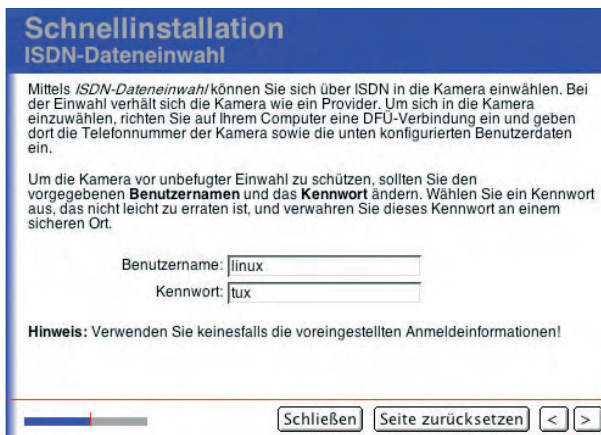 Schnellinstallation
ISDN-Dateneinwahl
Mittels ISDN-Dateneinwahl können Sie sich über ISDN in die Kamera einwählen. Bei
der Einwahl verhält sich die Kamera wie ein Provider. Um sich in die Kamera
einzuwählen, richten Sie auf Ihrem Computer eine DFÜ-Verbindung ein und geben
dort die Telefonnummer der Kamera sowie die unten konfigurierten Benutzerdaten
ein.
Um die Kamera vor unbefugter Einwahl zu schützen, sollten Sie den
vorgegebenen Benutzernamen und das Kennwort ändern. Wählen Sie ein Kennwort
aus, das nicht leicht zu erraten ist, und verwahren Sie dieses Kennwort an einem
sicheren Ort.
Benutzername: linux
Kennwort: tux
Hinweis: Verwenden Sie keinesfalls die voreingestellten Anmeldeinformationen!
Schließen Seite zurücksetzen < >